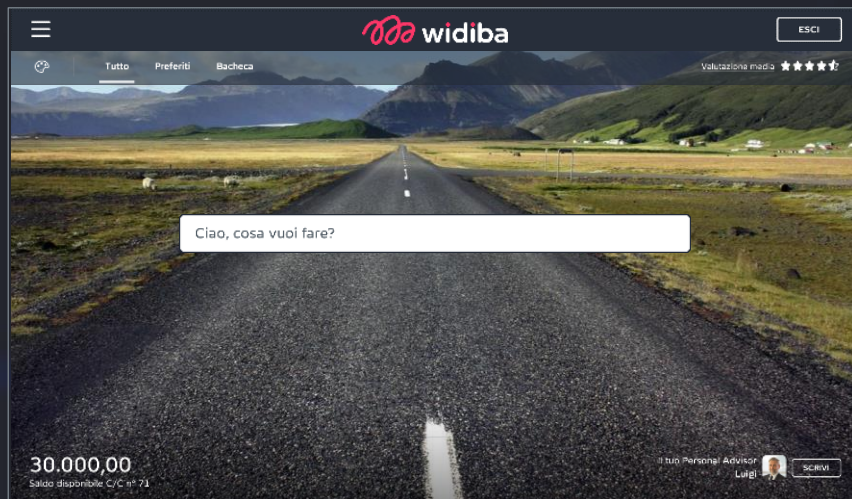 widiba
ESCI
Tutto Preferiti Bacheca
Valutazione media
Ciao, cosa vuoi fare?
30.000,00
Saldo disponibile C/C n° 71
Il tuo Personal Advisor
Luigi
SCRIVI